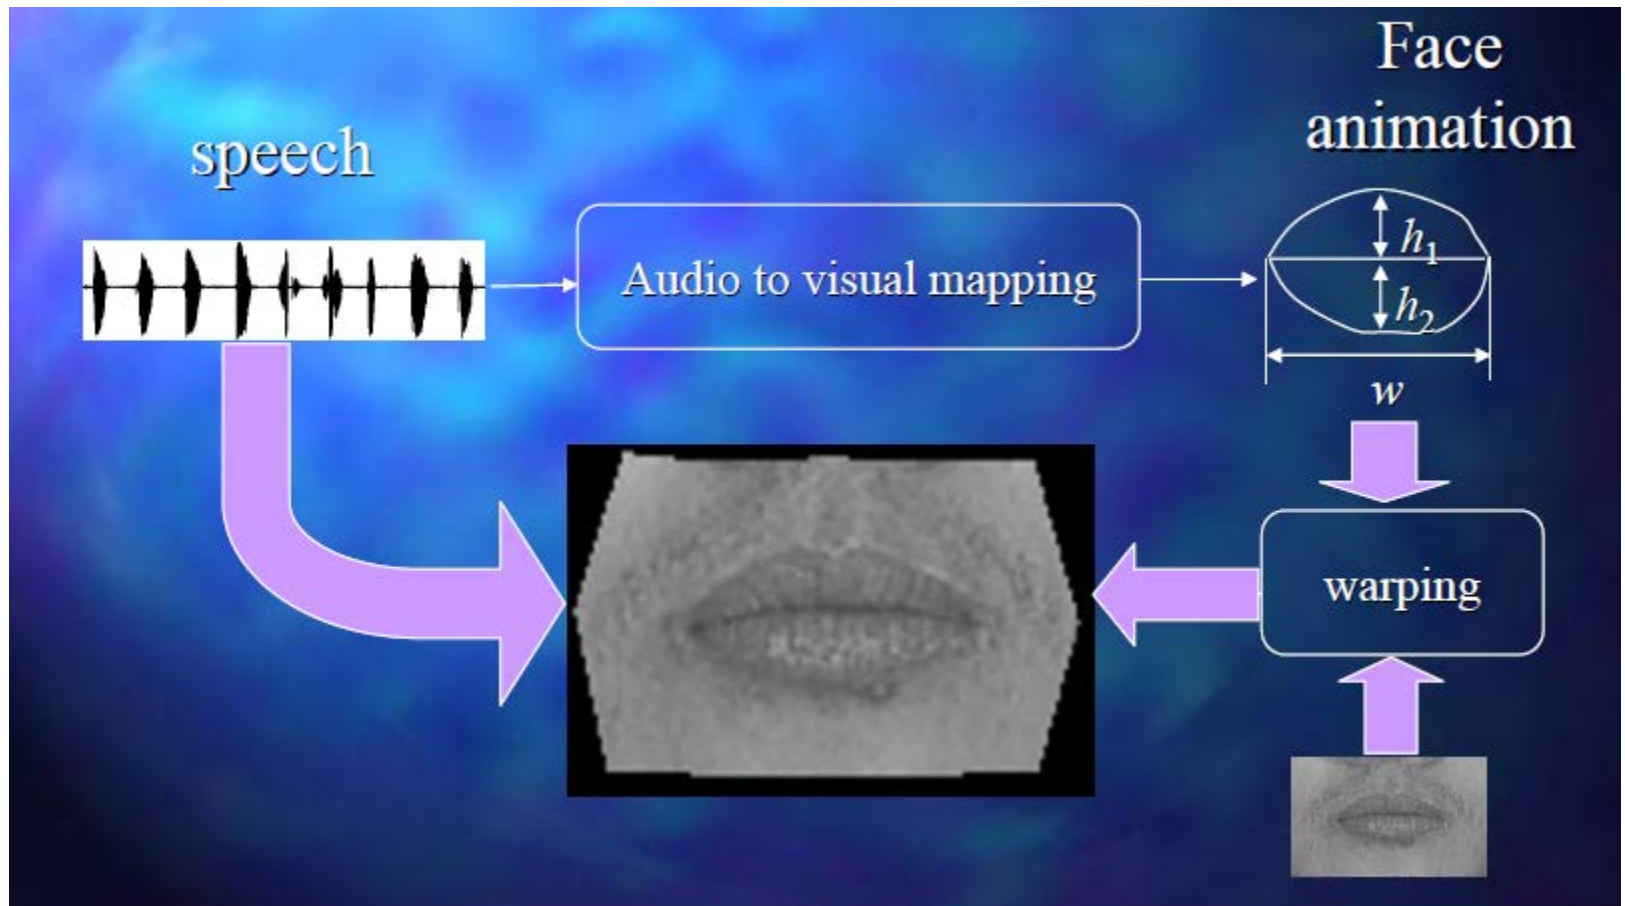 Face
animation
speech
Audio to visual mapping
h₁
h₂
w
warping